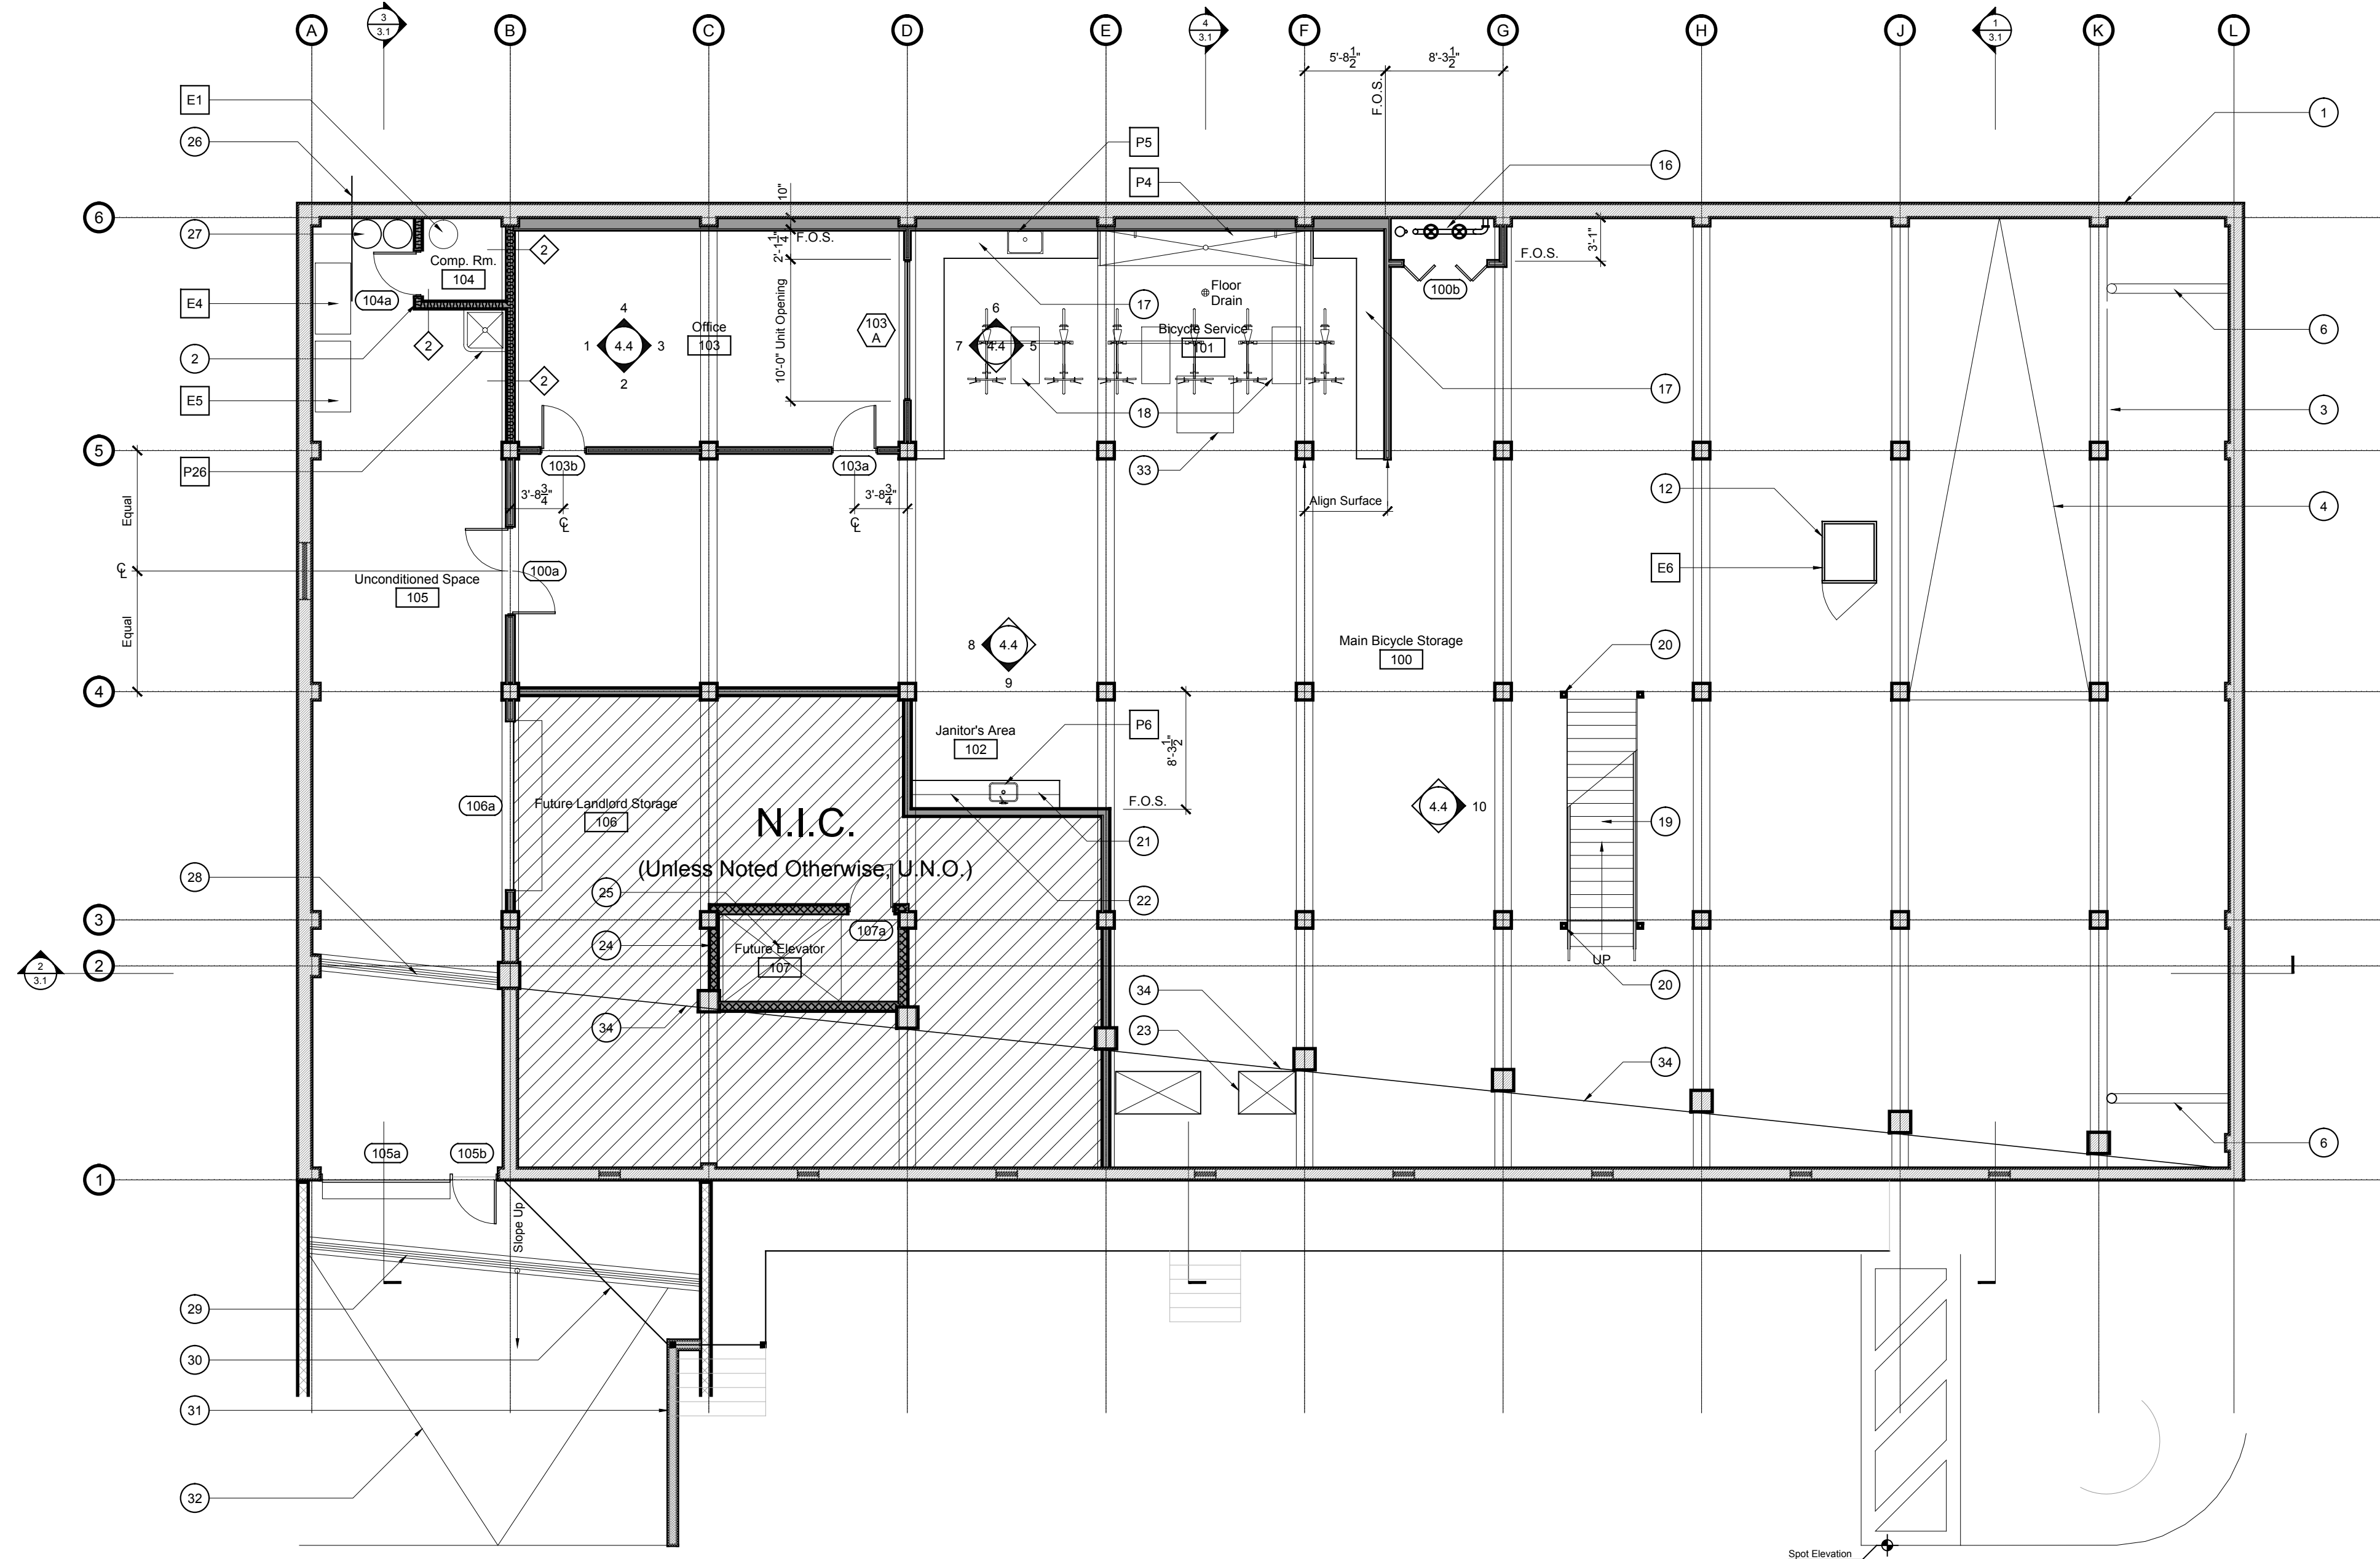 A B C D E F G H J K L
3
3.1
4
3.1
1
3.1
5'-8 1/2" 8'-3 1/2"
F.O.S.
E1
26
P5
P4
16
1
6
10"
27
2
2'-1 1/4"
F.O.S.
F.O.S.
3'-1"
Comp. Rm.
104
100b
104a
E4
17
Floor
Drain
6
4
6
1 4.4 3
2
Office
103
103
A
Bicycle Service
101
7 4.4 5
10'-0" Unit Opening
2
2
2
E5
18
17
3
5
P26
103b
103a
33
3'-8 3/4"
3'-8 3/4"
C L
C L
Align Surface
12
4
Equal
C L
Equal
100a
E6
Unconditioned Space
105
8 4.4
9
Main Bicycle Storage
100
20
4
Janitor's Area
102
P6
8'-3 1/2"
F.O.S.
106a
Future Landlord Storage
106
N.I.C.
(Unless Noted Otherwise, U.N.O.)
4.4 10
19
21
28
25
22
3
107a
24
Future Elevator
107
UP
2
3.1
2
34
20
34
23
34
105a
105b
6
1
Slope Up
29
30
31
32
Spot Elevation